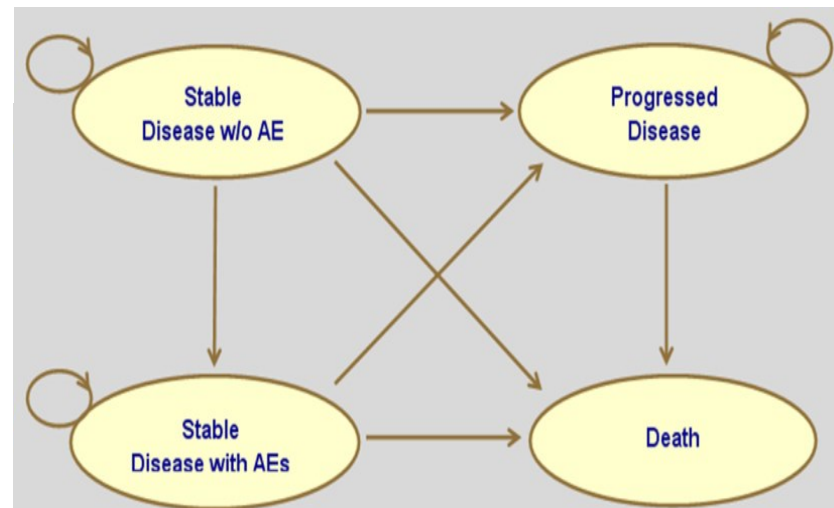 Stable
Disease w/o AE
Progressed
Disease
Stable
Disease with AEs
Death